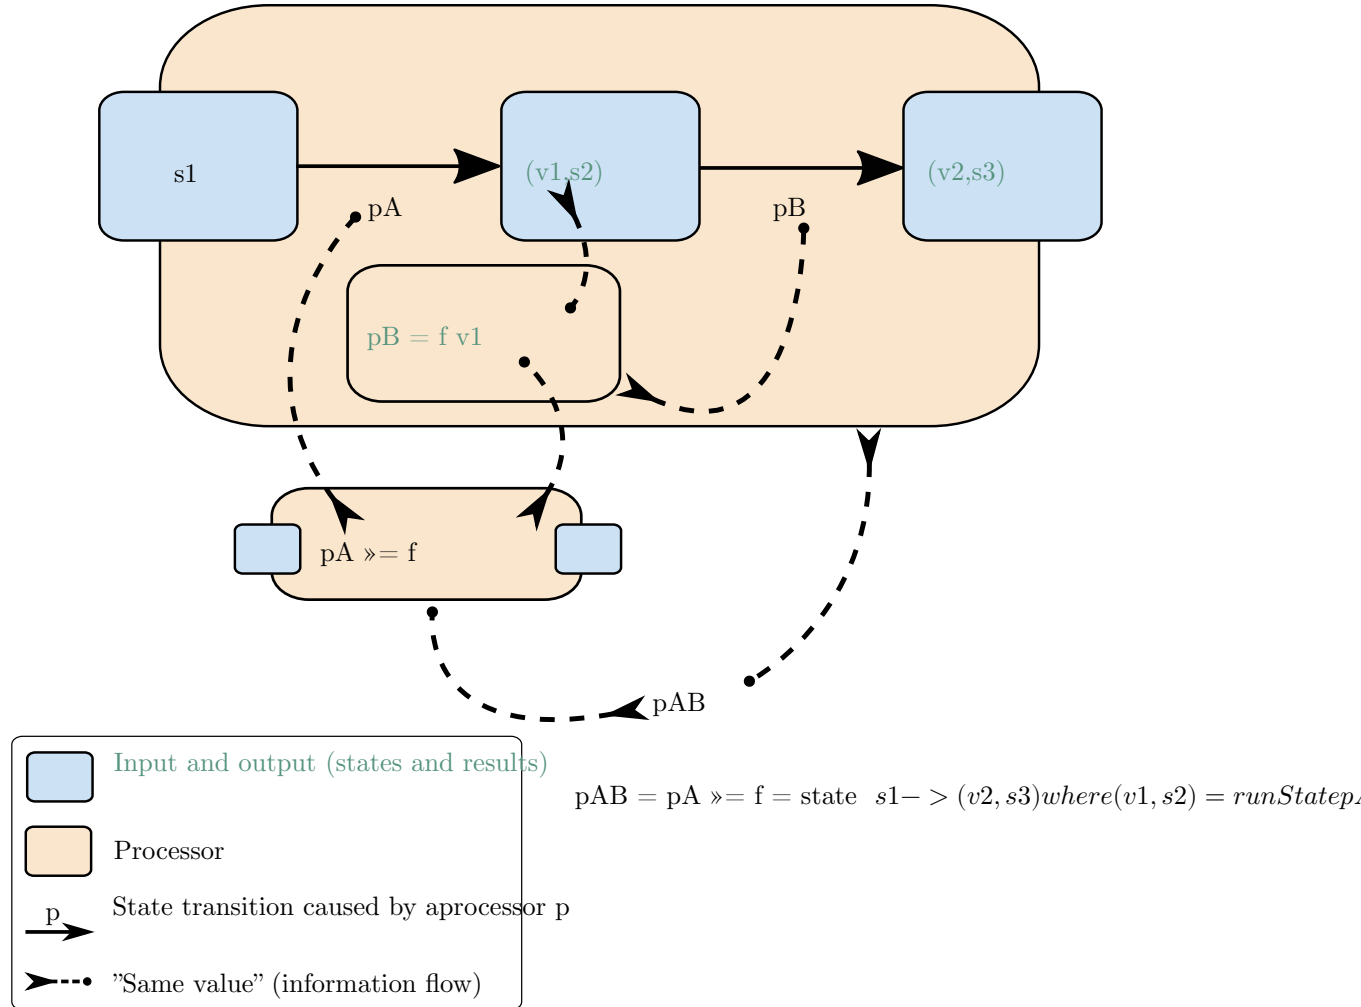 s1
(v1,s2)
(v2,s3)
pA
pB
pB = f v1
pA »= f
pAB
Input and output (states and results)
pAB = pA »= f = state s1− > (v2, s3)where(v1, s2) = runStatep
Processor
State transition caused by aprocessor p
p
”Same value” (information flow)